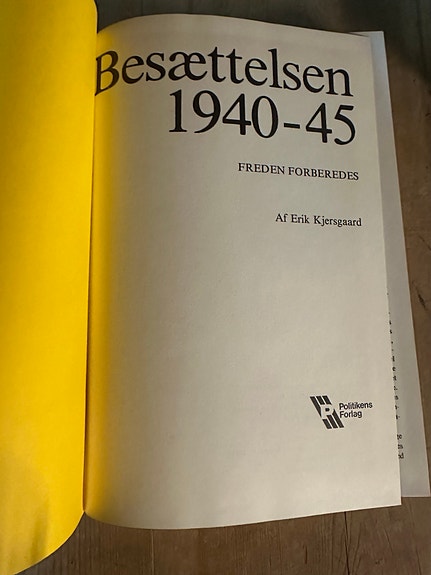 Besættelsen
1940-45
FREDEN FORBEREDES
Af Erik Kjersgaard
P
Politikens
Forlag